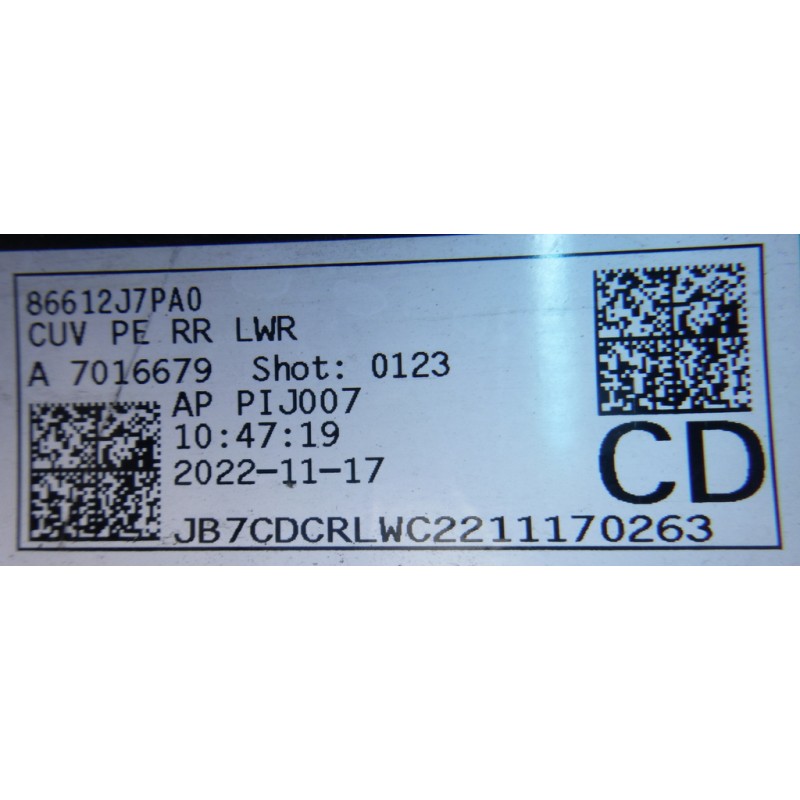 86612J7PA0
CUV PE RR LWR
A 7016679 Shot: 0123
AP PIJ007
10:47:19
2022-11-17
CD
JB7CDCRLWC2211170263